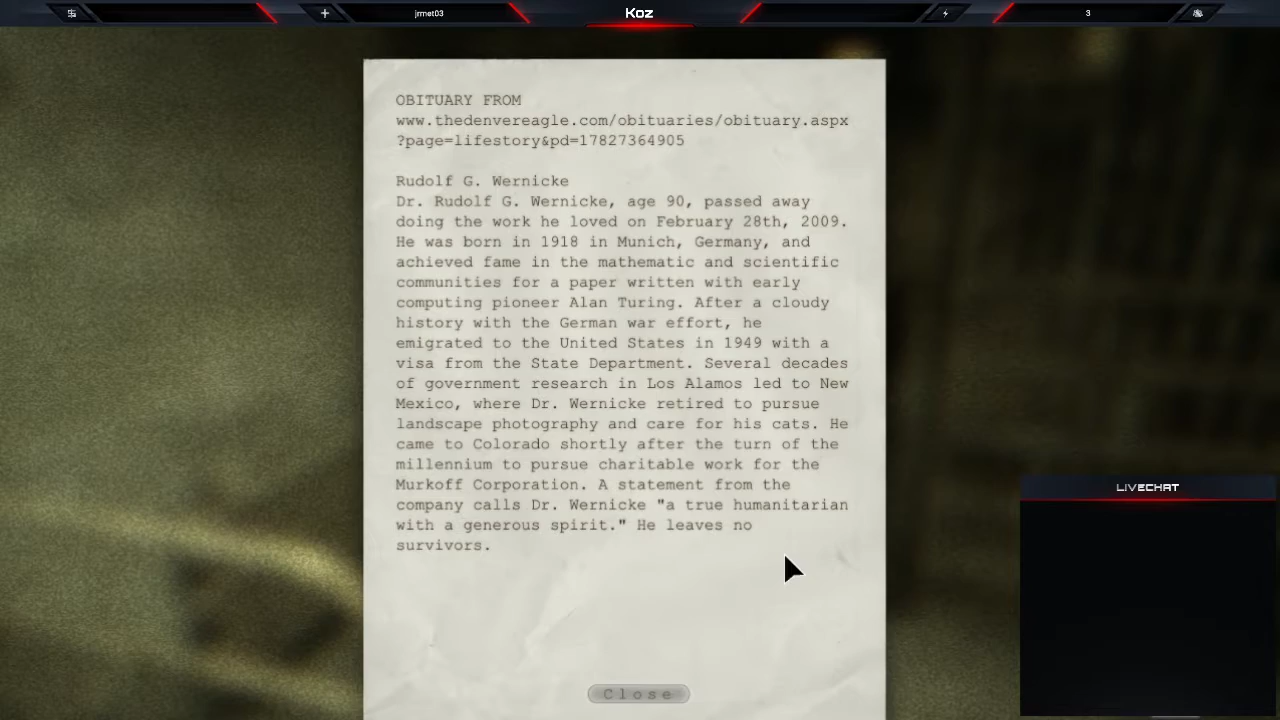 jrmet03
Koz
3
OBITUARY FROM
www.thedenvereagle.com/obituaries/obituary.aspx
?page=lifestory&pd=17827364905
Rudolf G. Wernicke
Dr. Rudolf G. Wernicke, age 90, passed away
doing the work he loved on February 28th, 2009.
He was born in 1918 in Munich, Germany, and
achieved fame in the mathematic and scientific
communities for a paper written with early
computing pioneer Alan Turing. After a cloudy
history with the German war effort, he
emigrated to the United States in 1949 with a
visa from the State Department. Several decades
of government research in Los Alamos led to New
Mexico, where Dr. Wernicke retired to pursue
landscape photography and care for his cats. He
came to Colorado shortly after the turn of the
millennium to pursue charitable work for the
Murkoff Corporation. A statement from the
company calls Dr. Wernicke "a true humanitarian
with a generous spirit." He leaves no
survivors.
LIVECHAT
Close